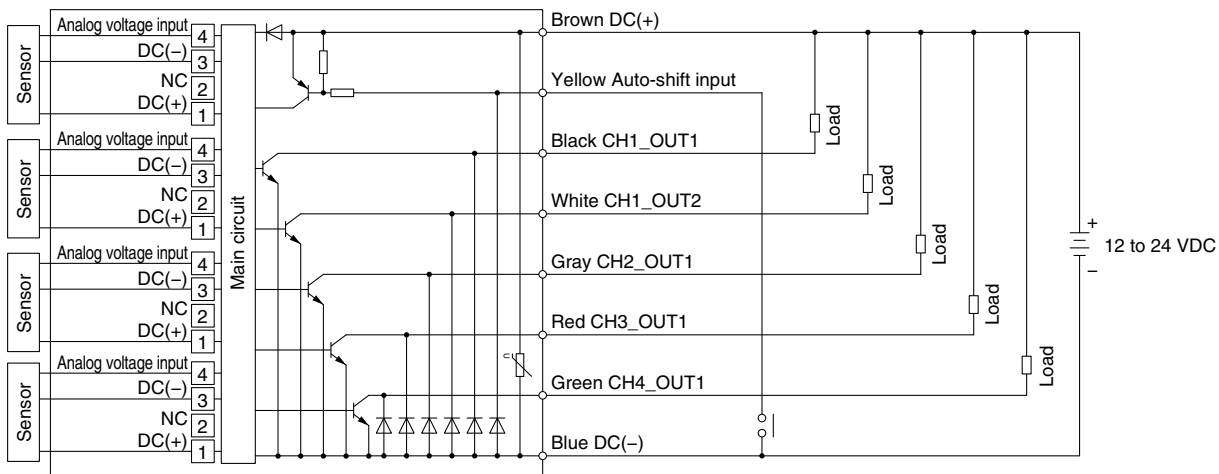 Sensor
Analog voltage input 4
DC(−) 3
NC 2
DC(+) 1
Sensor
Analog voltage input 4
DC(−) 3
NC 2
DC(+) 1
Sensor
Analog voltage input 4
DC(−) 3
NC 2
DC(+) 1
Sensor
Analog voltage input 4
DC(−) 3
NC 2
DC(+) 1
Main circuit
Brown DC(+)
Yellow Auto-shift input
Black CH1_OUT1
White CH1_OUT2
Gray CH2_OUT1
Red CH3_OUT1
Green CH4_OUT1
Blue DC(−)
Load
Load
Load
Load
Load
+
12 to 24 VDC
−